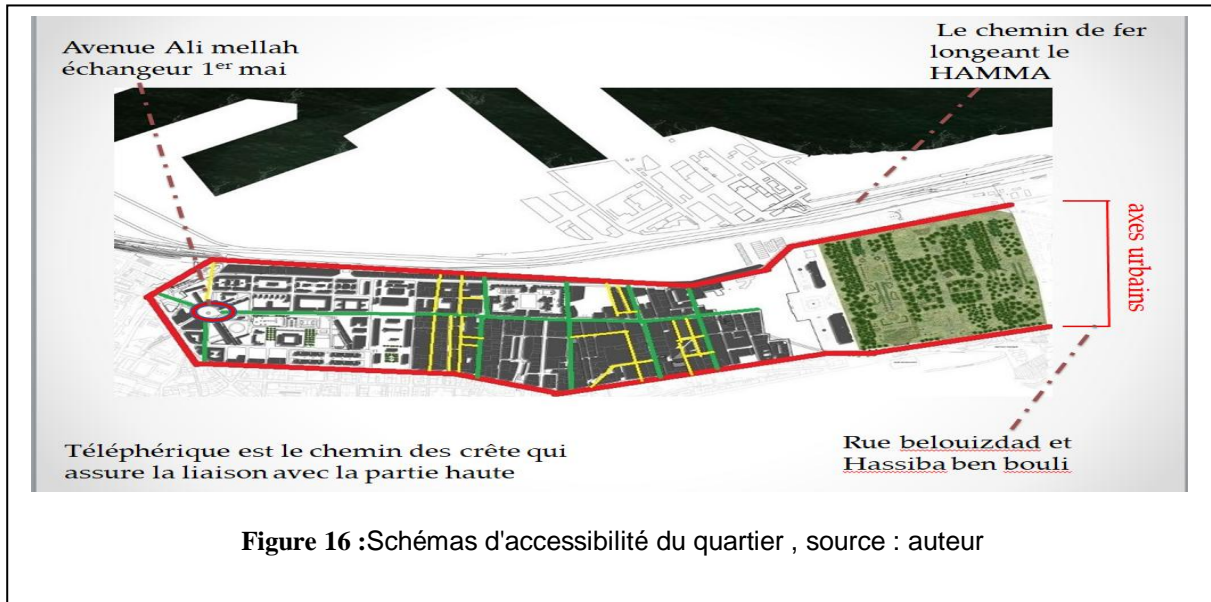 Avenue Ali mellah
échangeur 1er mai
Le chemin de fer
longeant le
HAMMA
axes urbains
Téléphérique est le chemin des crête qui
assure la liaison avec la partie haute
Rue belouizdad et
Hassiba ben bouli
Figure 16 :Schémas d'accessibilité du quartier , source : auteur